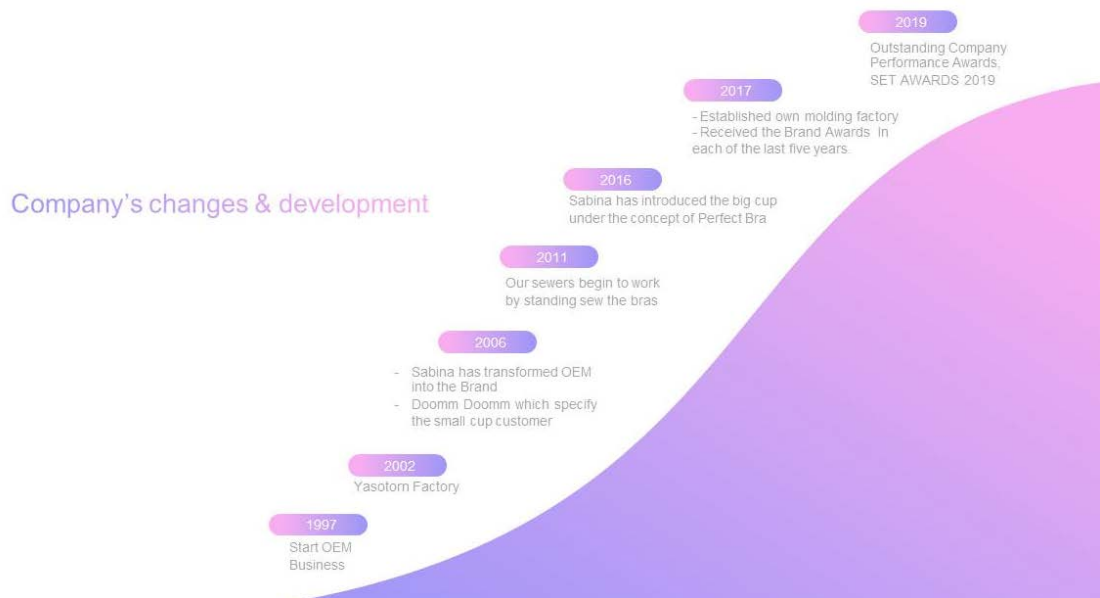 2019
Outstanding Company
Performance Awards,
SET AWARDS 2019
2017
- Established own molding factory
- Received the Brand Awards in
each of the last five years.
2016
Sabina has introduced the big cup
under the concept of Perfect Bra
Company's changes & development
2011
Our sewers begin to work
by standing sew the bras
2006
- Sabina has transformed OEM
into the Brand
- Doomm Doomm which specify
the small cup customer
2002
Yasotorn Factory
1997
Start OEM
Business